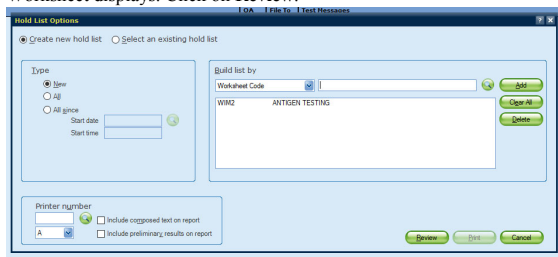 Worksheet displays. Click on Review.
QA File To Test Messages
Hold List Options
Create new hold list Select an existing hold list
Type
New
All
All since
Start date
Start time
Build list by
Worksheet Code
Add
WIM2 ANTIGEN TESTING
Clear All
Delete
Printer number
Include composed text on report
A
Include preliminary results on report
Review Print Cancel